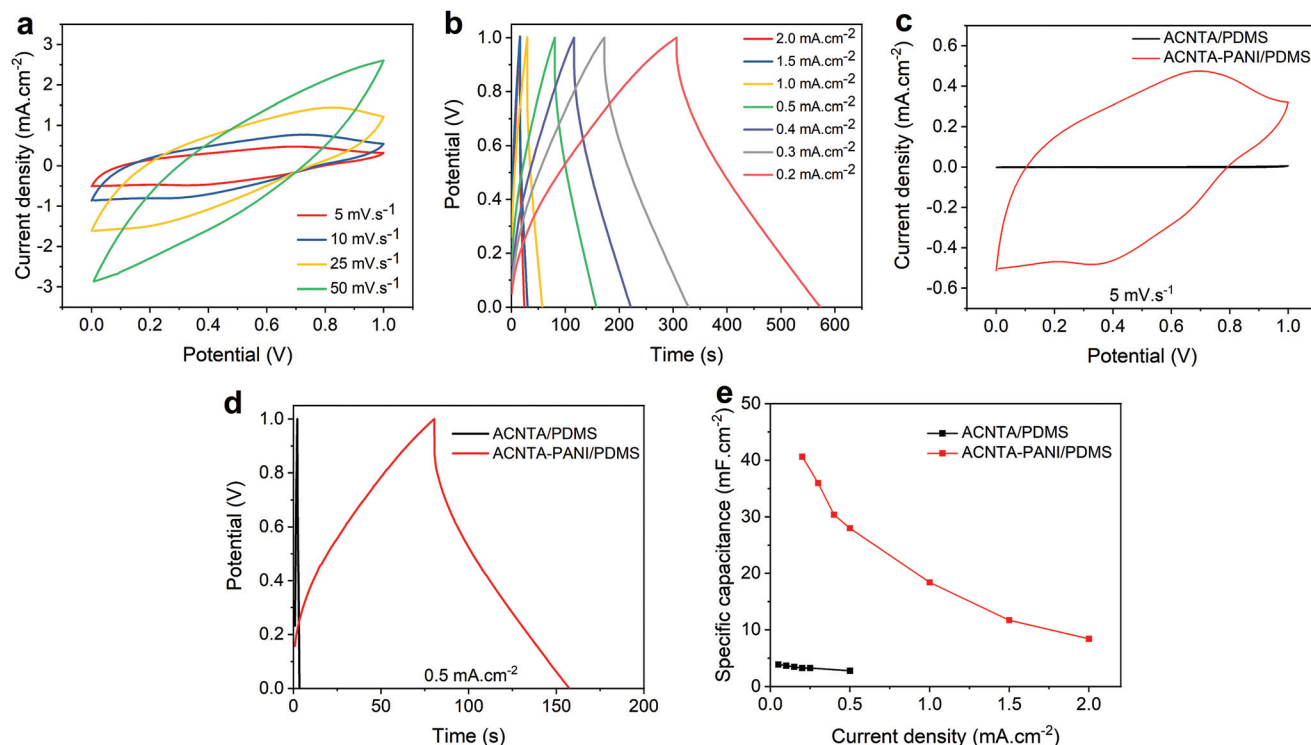 a
Current density (mA.cm⁻²)
3
2
1
0
-1
-2
-3
0.0 0.2 0.4 0.6 0.8 1.0
Potential (V)
5 mV.s⁻¹
10 mV.s⁻¹
25 mV.s⁻¹
50 mV.s⁻¹
b
Potential (V)
1.0
0.8
0.6
0.4
0.2
0.0
0 100 200 300 400 500 600
Time (s)
2.0 mA.cm⁻²
1.5 mA.cm⁻²
1.0 mA.cm⁻²
0.5 mA.cm⁻²
0.4 mA.cm⁻²
0.3 mA.cm⁻²
0.2 mA.cm⁻²
c
Current density (mA.cm⁻²)
0.6
0.4
0.2
0.0
-0.2
-0.4
-0.6
0.0 0.2 0.4 0.6 0.8 1.0
Potential (V)
ACNTA/PDMS
ACNTA-PANI/PDMS
5 mV.s⁻¹
d
Potential (V)
1.0
0.8
0.6
0.4
0.2
0.0
0 50 100 150 200
Time (s)
ACNTA/PDMS
ACNTA-PANI/PDMS
0.5 mA.cm⁻²
e
Specific capacitance (mF.cm⁻²)
50
40
30
20
10
0
0.0 0.5 1.0 1.5 2.0
Current density (mA.cm⁻²)
ACNTA/PDMS
ACNTA-PANI/PDMS